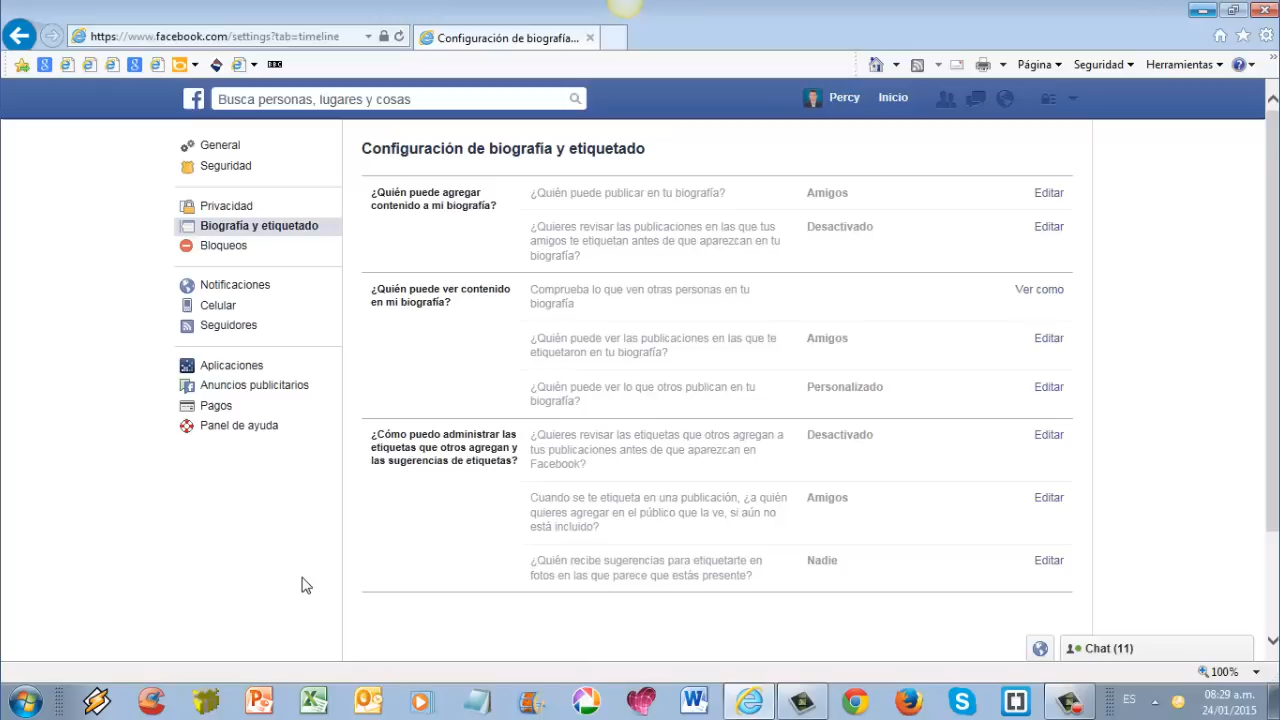 https://www.facebook.com/settings?tab=timeline
Configuración de biografía...
Página
Seguridad
Herramientas
Busca personas, lugares y cosas
Percy
Inicio
General
Seguridad
Privacidad
Biografía y etiquetado
Bloqueos
Notificaciones
Celular
Seguidores
Aplicaciones
Anuncios publicitarios
Pagos
Panel de ayuda
Configuración de biografía y etiquetado
¿Quién puede agregar
contenido a mi biografía?
¿Quién puede publicar en tu biografía?
Amigos
Editar
¿Quieres revisar las publicaciones en las que tus
amigos te etiquetan antes de que aparezcan en tu
biografía?
Desactivado
Editar
¿Quién puede ver contenido
en mi biografía?
Comprueba lo que ven otras personas en tu
biografía
Ver como
¿Quién puede ver las publicaciones en las que te
etiquetaron en tu biografía?
Amigos
Editar
¿Quién puede ver lo que otros publican en tu
biografía?
Personalizado
Editar
¿Cómo puedo administrar las
etiquetas que otros agregan y
las sugerencias de etiquetas?
¿Quieres revisar las etiquetas que otros agregan a
tus publicaciones antes de que aparezcan en
Facebook?
Desactivado
Editar
Cuando se te etiqueta en una publicación, ¿a quién
quieres agregar en el público que la ve, si aún no
está incluido?
Amigos
Editar
¿Quién recibe sugerencias para etiquetarte en
fotos en las que parece que estás presente?
Nadie
Editar
Chat (11)
100%
ES
08:29 a.m.
24/01/2015